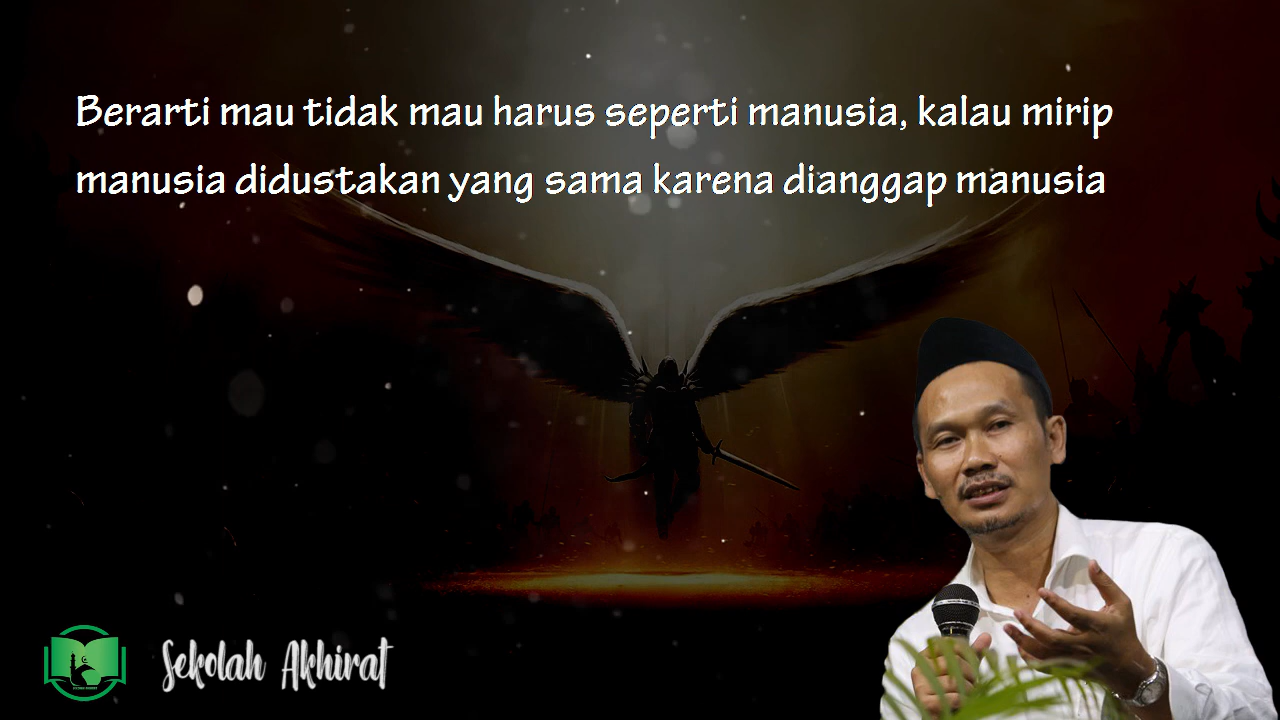 Berarti mau tidak mau harus seperti manusia, kalau mirip
manusia didustakan yang sama karena dianggap manusia
Sekolah Akhirat